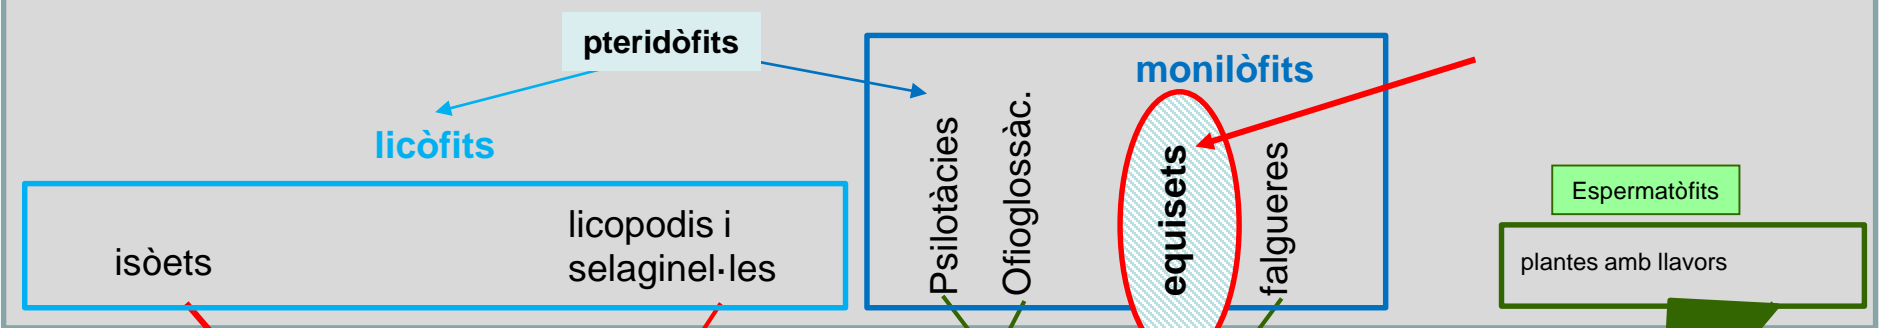 pteridòfits
monilòfits
licòfits
isòets
licopodis i
selaginel·les
Psilotàcies
Ofioglossàc.
equisets
falgueres
Espermatòfits
plantes amb llavors